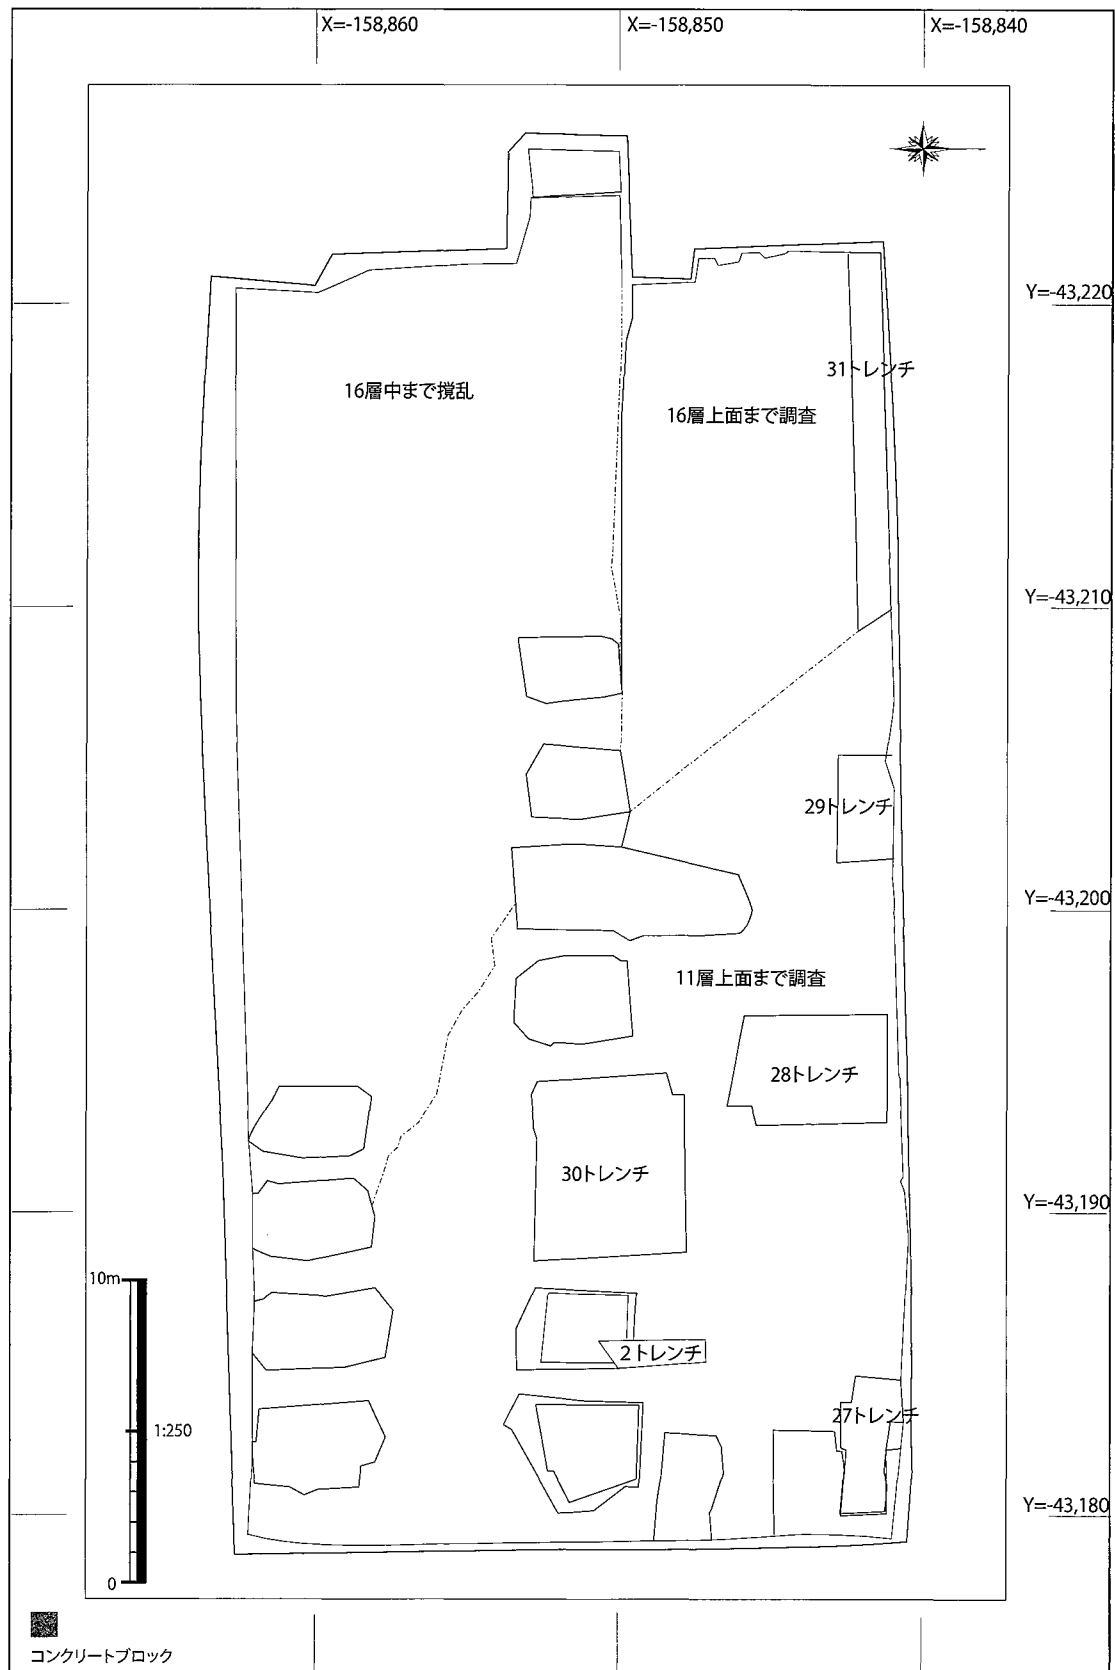 X=-158,860
X=-158,850
X=-158,840
Y=-43,220
31トレンチ
16層中まで撹乱
16層上面まで調査
Y=-43,210
29トレンチ
Y=-43,200
11層上面まで調査
28トレンチ
30トレンチ
Y=-43,190
10m
2トレンチ
27トレンチ
1:250
Y=-43,180
0
コンクリートブロック